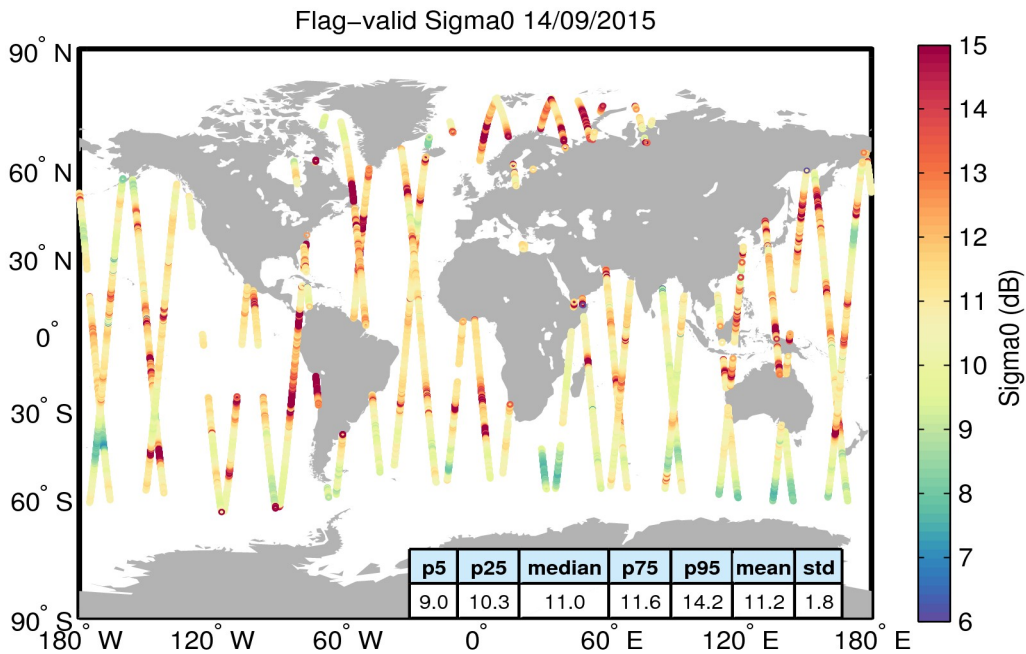 Flag−valid Sigma0 14/09/2015
90° N
60° N
30° N
0°
30° S
60° S
90° S
180° W
120° W
60° W
0°
60° E
120° E
180° E
15
14
13
12
11
10
9
8
7
6
Sigma0 (dB)
p5 p25 median p75 p95 mean std
9.0 10.3 11.0 11.6 14.2 11.2 1.8